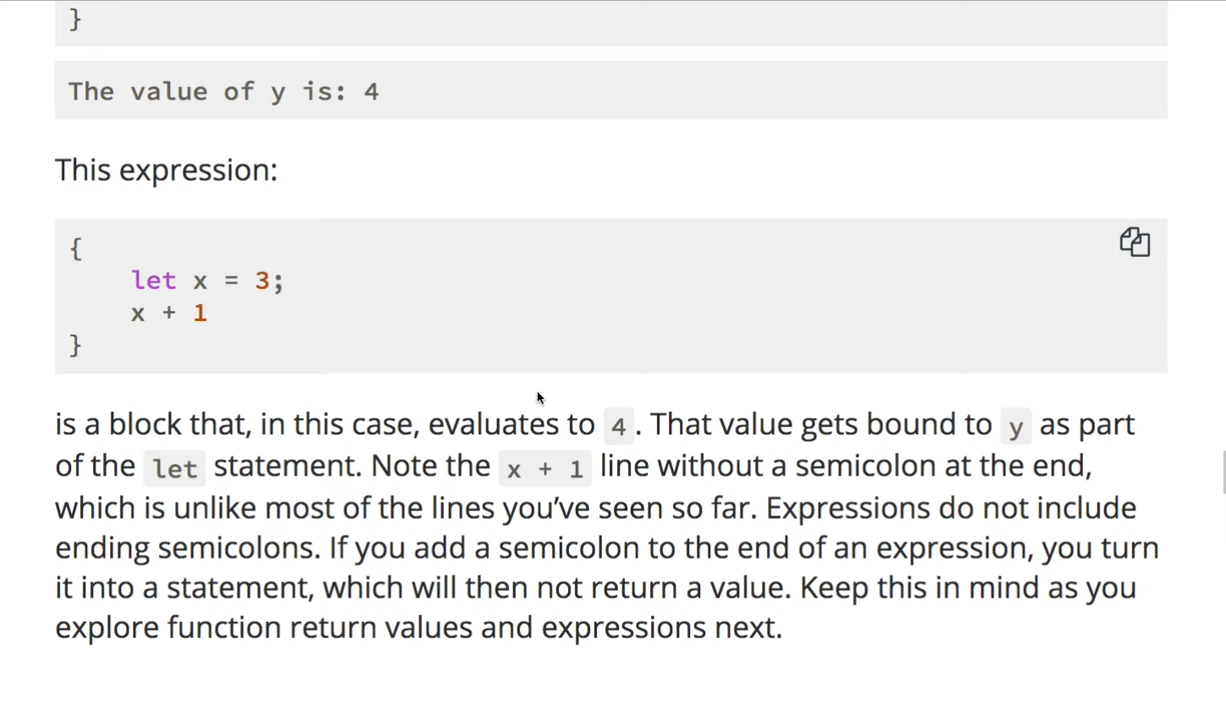 }
The value of y is: 4
This expression:
{
    let x = 3;
    x + 1
}
is a block that, in this case, evaluates to 4. That value gets bound to y as part
of the let statement. Note the x + 1 line without a semicolon at the end,
which is unlike most of the lines you’ve seen so far. Expressions do not include
ending semicolons. If you add a semicolon to the end of an expression, you turn
it into a statement, which will then not return a value. Keep this in mind as you
explore function return values and expressions next.